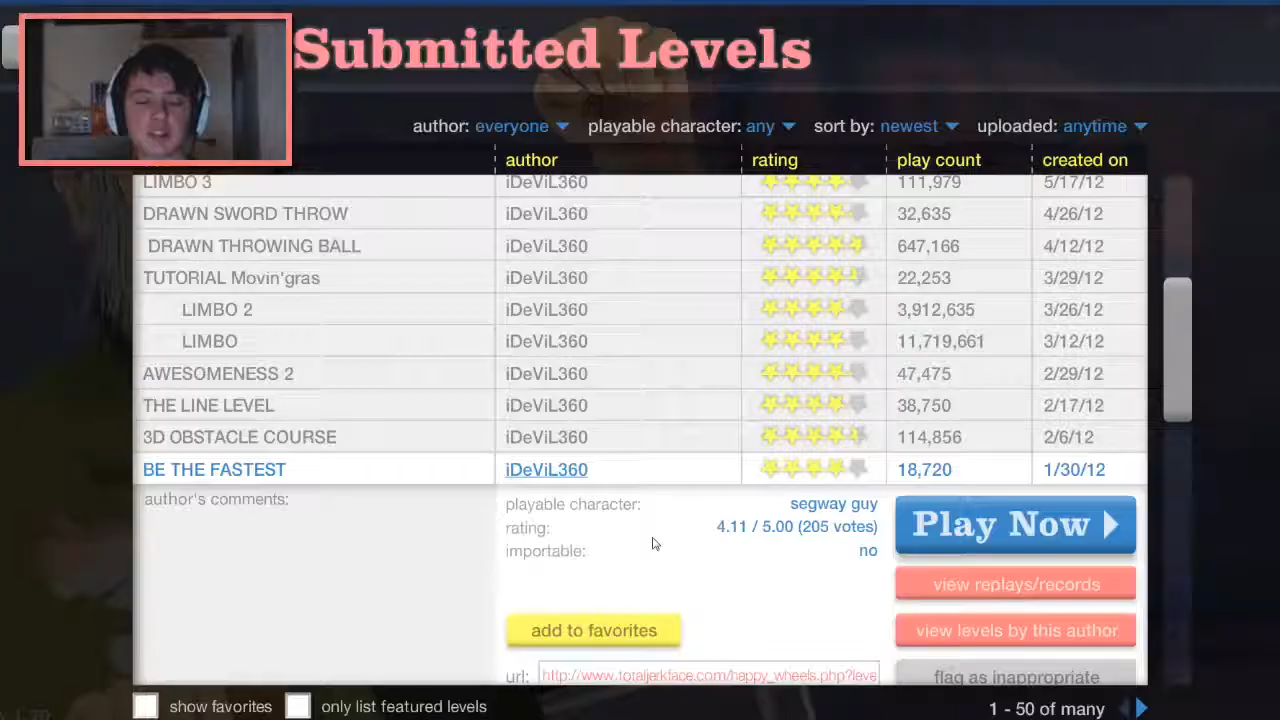 Submitted Levels
author: everyone playable character: any sort by: newest uploaded: anytime
author rating play count created on
LIMBO 3 iDeViL360 111,979 5/17/12
DRAWN SWORD THROW iDeViL360 32,635 4/26/12
DRAWN THROWING BALL iDeViL360 647,166 4/12/12
TUTORIAL Movin'gras iDeViL360 22,253 3/29/12
LIMBO 2 iDeViL360 3,912,635 3/26/12
LIMBO iDeViL360 11,719,661 3/12/12
AWESOMENESS 2 iDeViL360 47,475 2/29/12
THE LINE LEVEL iDeViL360 38,750 2/17/12
3D OBSTACLE COURSE iDeViL360 114,856 2/6/12
BE THE FASTEST iDeViL360 18,720 1/30/12
author's comments:
playable character: segway guy
rating: 4.11 / 5.00 (205 votes)
importable: no
Play Now
view replays/records
add to favorites
view levels by this author
url: http://www.totaljerkface.com/happy_wheels.php?leve
flag as inappropriate
show favorites only list featured levels
1 - 50 of many